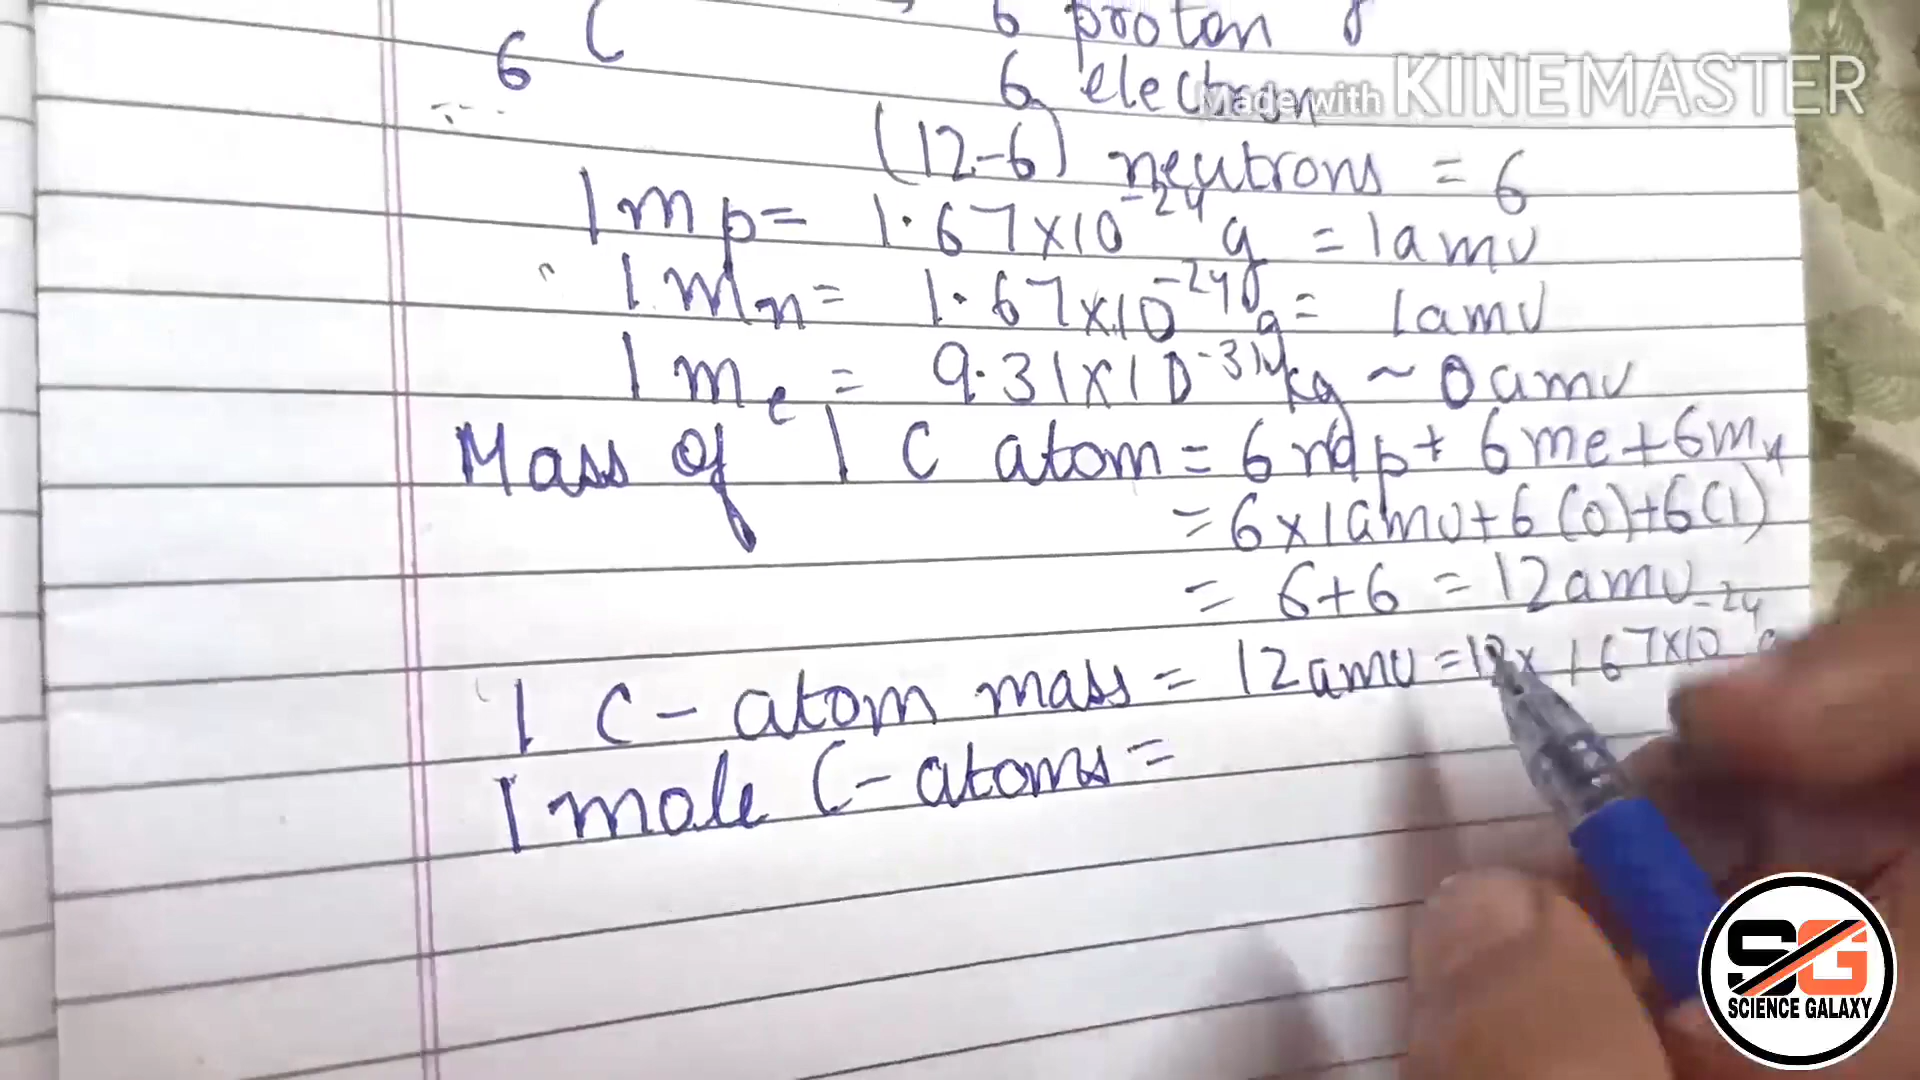 6 proton &
6 C
6 electron
Made with KINEMASTER
(12-6) neutrons = 6
1 mp = 1.67×10⁻²⁴ g = 1 amu
1 mn = 1.67×10⁻²⁴ g = 1 amu
1 me = 9.31×10⁻³¹ kg ~ 0 amu
Mass of 1 C atom = 6 mp + 6 me + 6 mn
= 6×1 amu + 6(0) + 6(1)
= 6+6 = 12 amu
1 C-atom mass = 12 amu = 12 × 1.67×10⁻²⁴ g
1 mole C-atoms =
SG
SCIENCE GALAXY